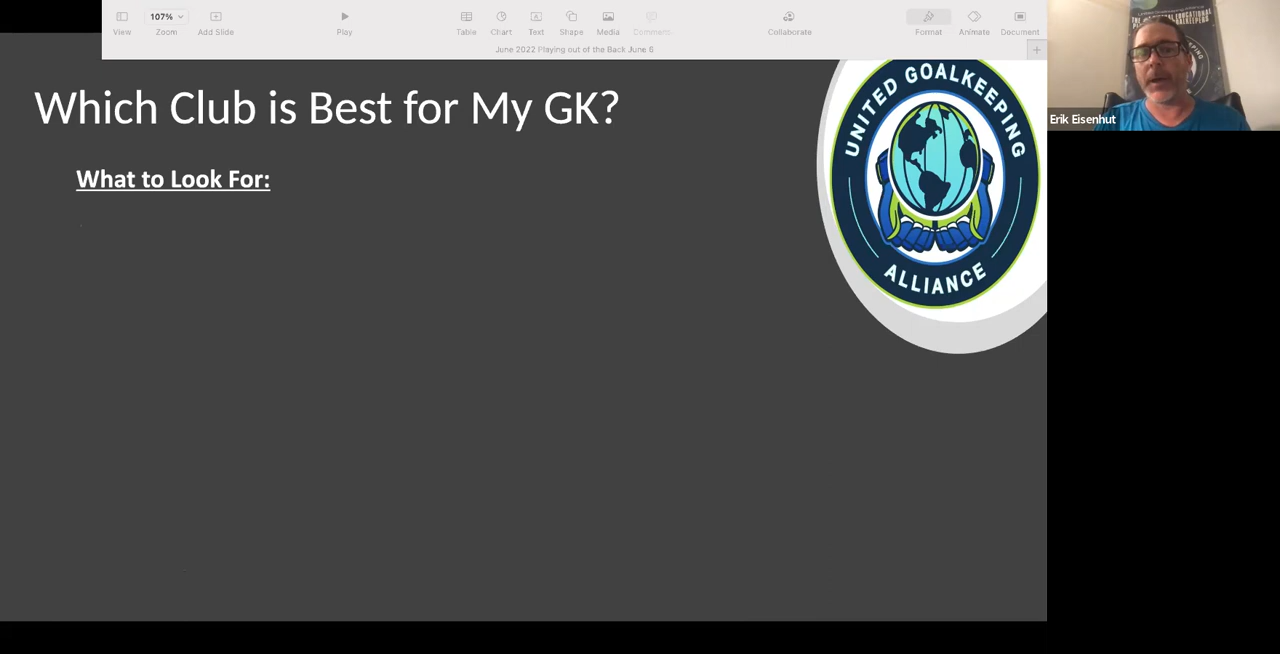 107%
View
Zoom
Add Slide
Play
Table
Chart
Text
Shape
Media
Comment
Collaborate
Format
Animate
Document
June 2022 Playing out of the Back June 6
Which Club is Best for My GK?
What to Look For:
UNITED GOALKEEPING
ALLIANCE
Erik Eisenhut